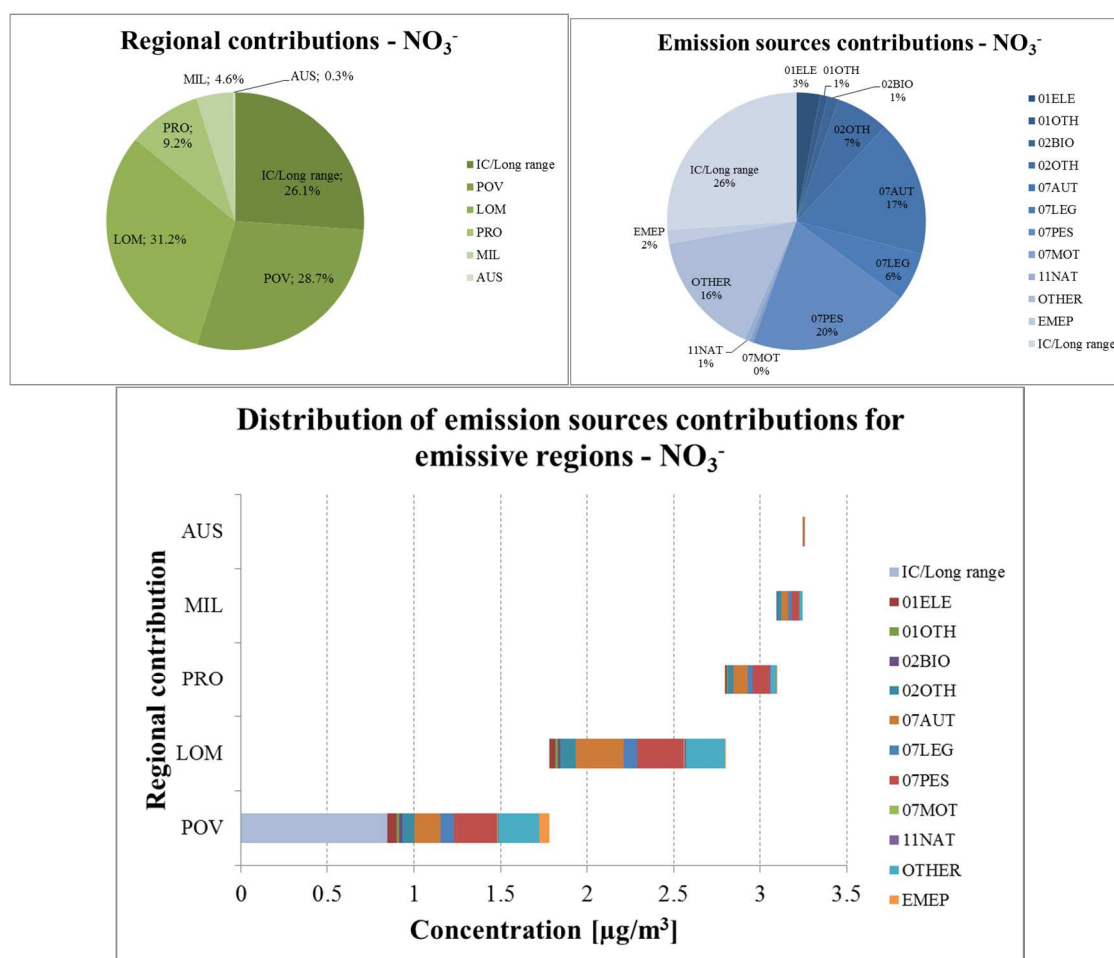 Regional contributions - NO₃⁻
MIL; 4.6%
AUS; 0.3%
PRO;
9.2%
IC/Long range;
26.1%
LOM; 31.2%
POV; 28.7%
IC/Long range
POV
LOM
PRO
MIL
AUS
Emission sources contributions - NO₃⁻
01ELE
3%
01OTH
1%
02BIO
1%
02OTH
7%
07AUT
17%
07LEG
6%
07PES
20%
07MOT
0%
11NAT
1%
OTHER
16%
EMEP
2%
IC/Long range
26%
01ELE
01OTH
02BIO
02OTH
07AUT
07LEG
07PES
07MOT
11NAT
OTHER
EMEP
IC/Long range
Distribution of emission sources contributions for
emissive regions - NO₃⁻
Regional contribution
AUS
MIL
PRO
LOM
POV
0 0.5 1 1.5 2 2.5 3 3.5
Concentration [µg/m³]
IC/Long range
01ELE
01OTH
02BIO
02OTH
07AUT
07LEG
07PES
07MOT
11NAT
OTHER
EMEP